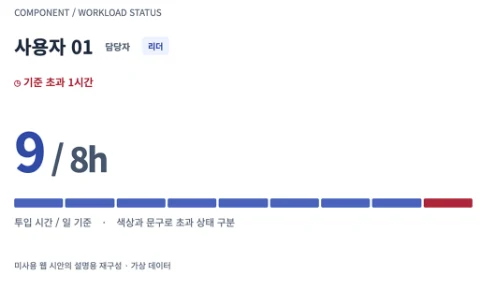 COMPONENT / WORKLOAD STATUS
사용자 01 담당자 리더
◷ 기준 초과 1시간
9 / 8h
투입 시간 / 일 기준 · 색상과 문구로 초과 상태 구분
미사용 웹 시안의 설명용 재구성 · 가상 데이터